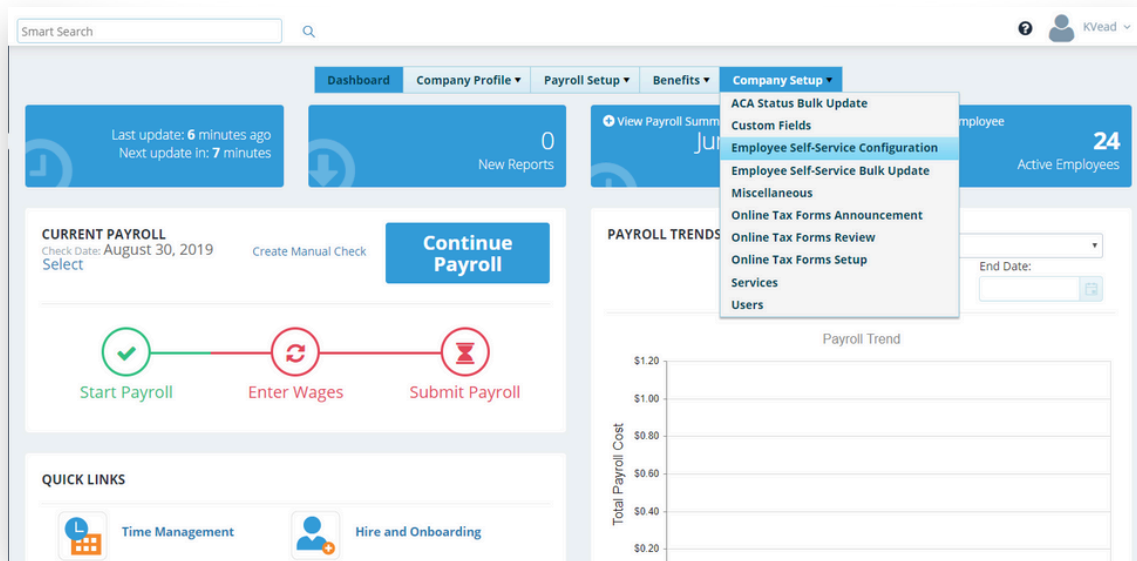 Smart Search
KVead
Dashboard
Company Profile
Payroll Setup
Benefits
Company Setup
ACA Status Bulk Update
Custom Fields
Employee Self-Service Configuration
Employee Self-Service Bulk Update
Miscellaneous
Online Tax Forms Announcement
Online Tax Forms Review
Online Tax Forms Setup
Services
Users
Last update: 6 minutes ago
Next update in: 7 minutes
0
New Reports
View Payroll Summ
24
Active Employees
CURRENT PAYROLL
Check Date: August 30, 2019
Select
Create Manual Check
Continue
Payroll
Start Payroll
Enter Wages
Submit Payroll
QUICK LINKS
Time Management
Hire and Onboarding
PAYROLL TRENDS
End Date:
Payroll Trend
Total Payroll Cost
$1.20
$1.00
$0.80
$0.60
$0.40
$0.20